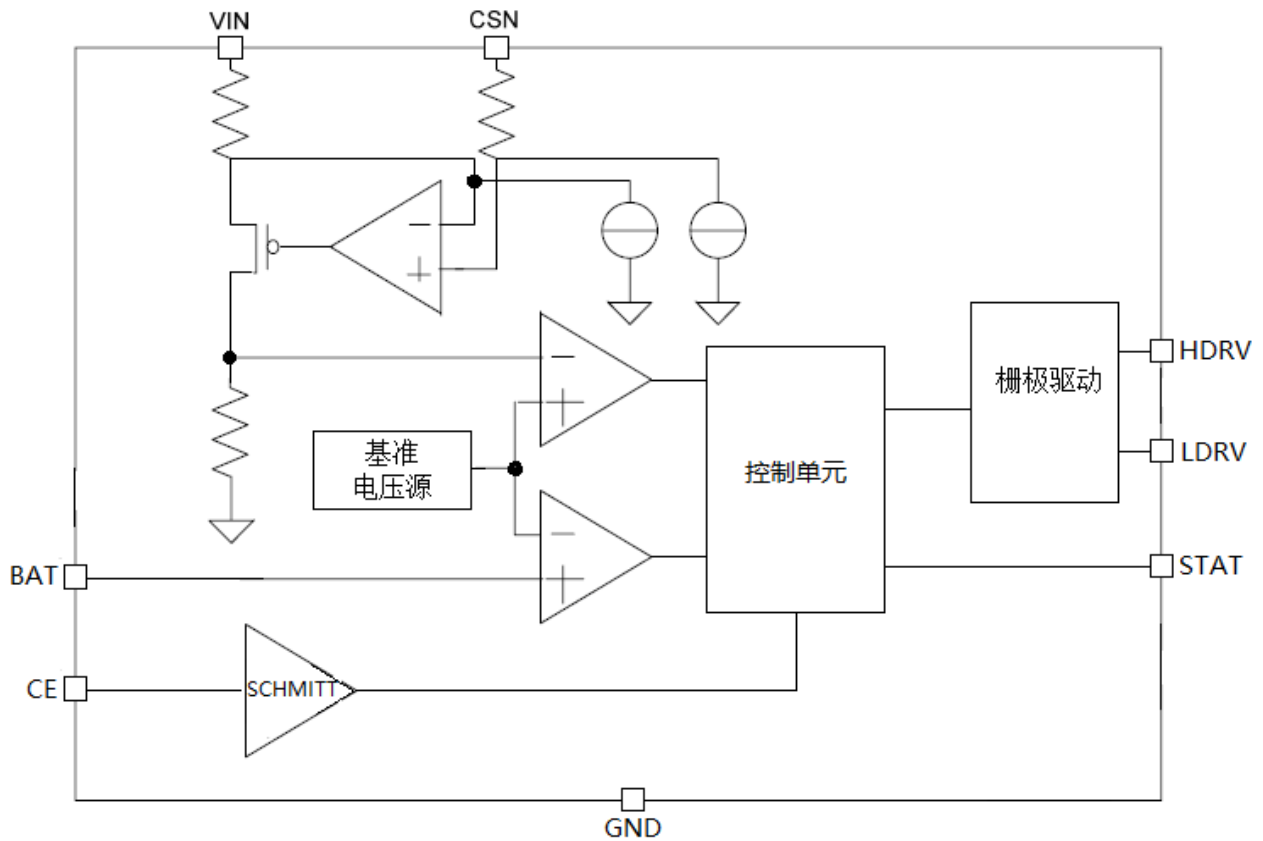 VIN
CSN
HDRV
栅极驱动
基准
电压源
控制单元
LDRV
STAT
BAT
CE
SCHMITT
GND